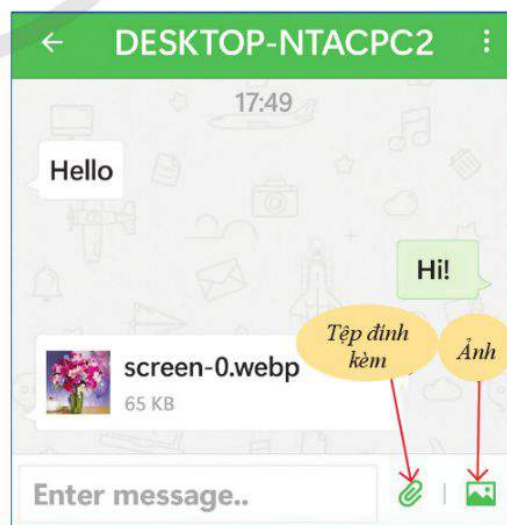 DESKTOP-NTACPC2
17:49
Hello
Hi!
Tệp đính
kèm
Ảnh
screen-0.webp
65 KB
Enter message..